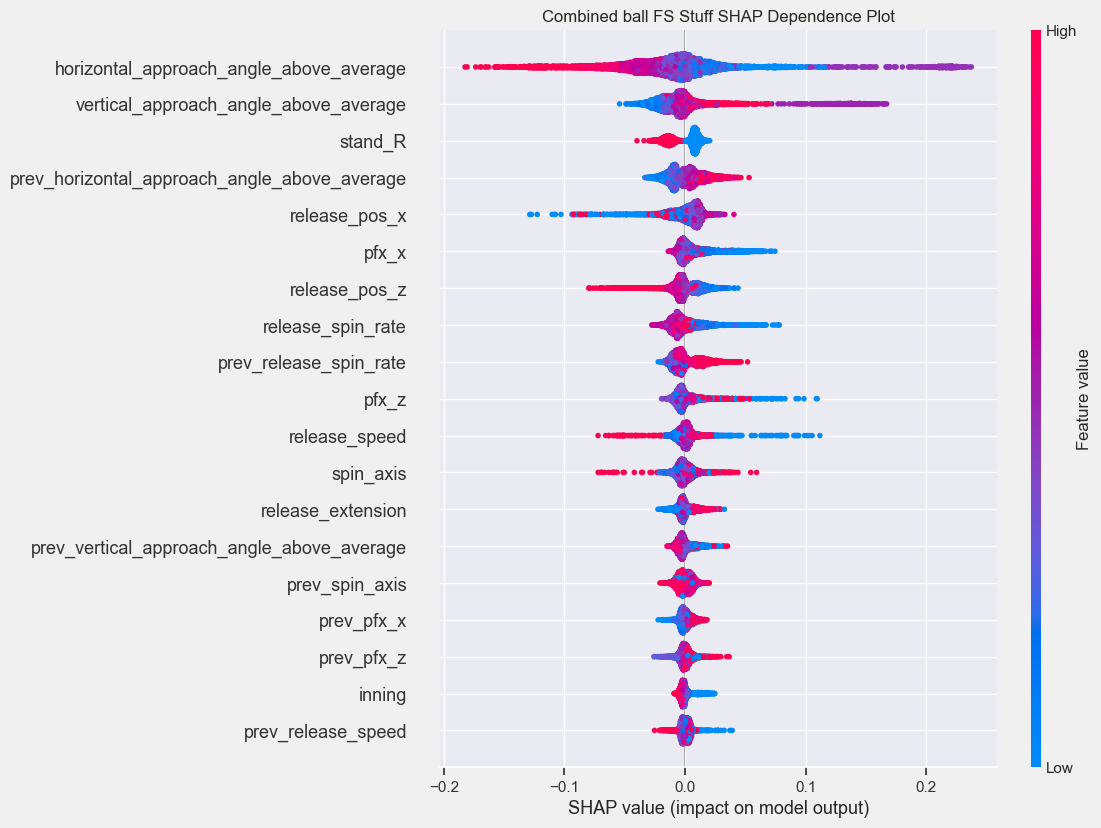 Combined ball FS Stuff SHAP Dependence Plot
High
horizontal_approach_angle_above_average
vertical_approach_angle_above_average
stand_R
prev_horizontal_approach_angle_above_average
release_pos_x
pfx_x
release_pos_z
release_spin_rate
prev_release_spin_rate
pfx_z
release_speed
spin_axis
release_extension
prev_vertical_approach_angle_above_average
prev_spin_axis
prev_pfx_x
prev_pfx_z
inning
prev_release_speed
Feature value
Low
−0.2 −0.1 0.0 0.1 0.2
SHAP value (impact on model output)